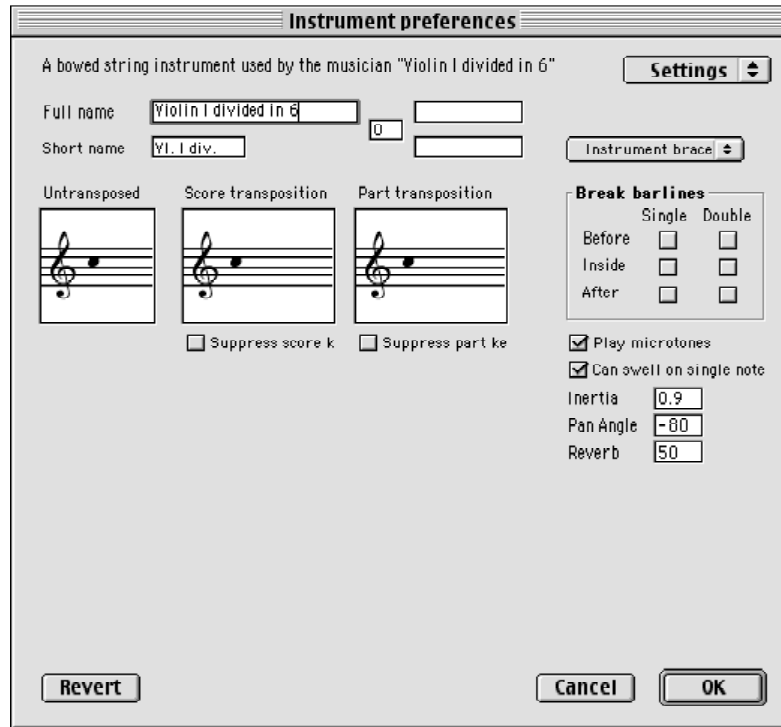 Instrument preferences
A bowed string instrument used by the musician "Violin I divided in 6"
Settings
Full name
Violin I divided in 6
0
Short name
Vl. I div.
Instrument brace
Untransposed
Score transposition
Part transposition
Break barlines
Single Double
Before
Inside
After
Suppress score k
Suppress part ke
Play microtones
Can swell on single note
Inertia 0.9
Pan Angle -80
Reverb 50
Revert
Cancel
OK